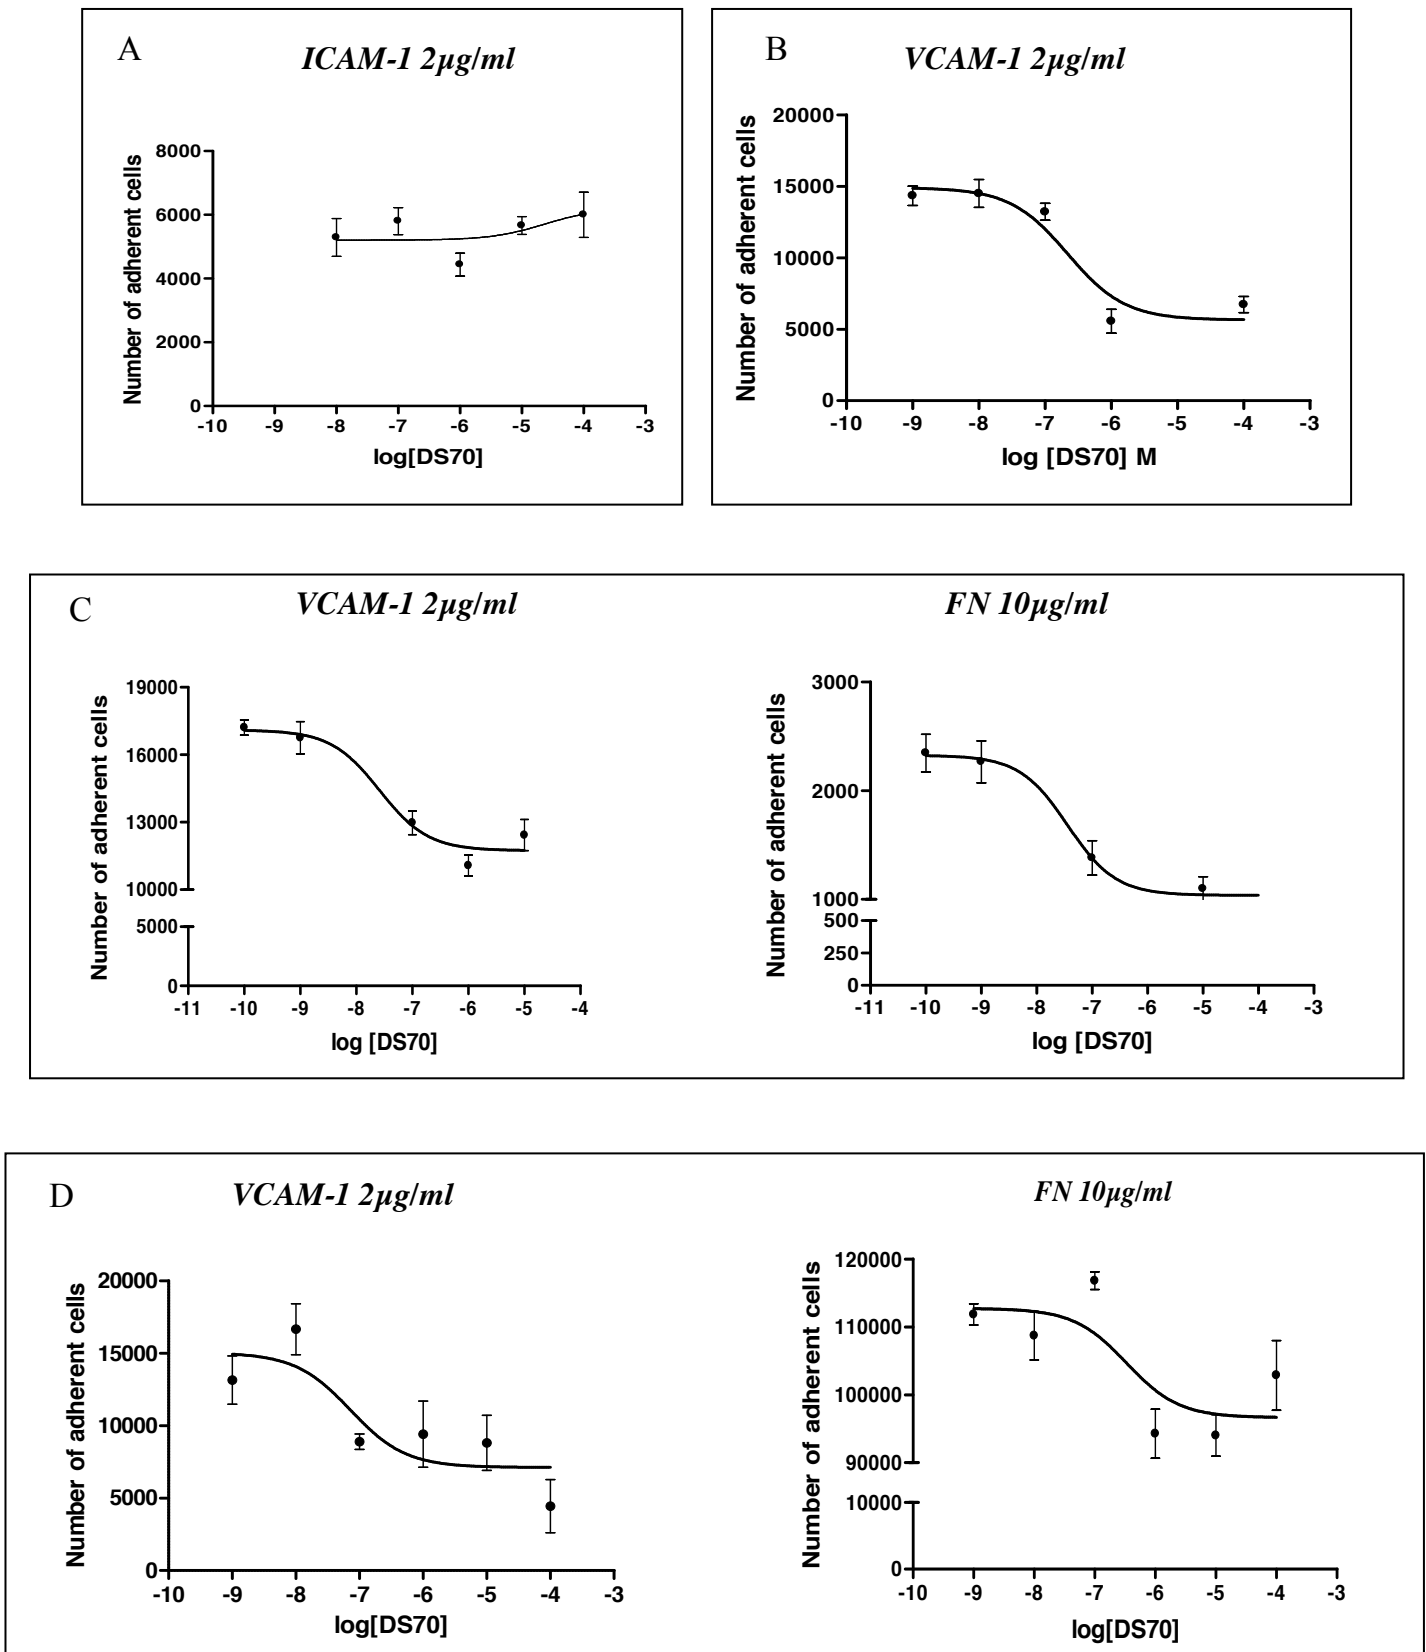 A
ICAM-1 2µg/ml
Number of adherent cells
8000
6000
4000
2000
0
-10 -9 -8 -7 -6 -5 -4 -3
log[DS70]
B
VCAM-1 2µg/ml
Number of adherent cells
20000
15000
10000
5000
0
-10 -9 -8 -7 -6 -5 -4 -3
log [DS70] M
C
VCAM-1 2µg/ml
Number of adherent cells
19000
16000
13000
10000
5000
0
-11 -10 -9 -8 -7 -6 -5 -4
log [DS70]
FN 10µg/ml
Number of adherent cells
3000
2000
1000
500
250
0
-11 -10 -9 -8 -7 -6 -5 -4 -3
log [DS70]
D
VCAM-1 2µg/ml
Number of adherent cells
20000
15000
10000
5000
0
-10 -9 -8 -7 -6 -5 -4 -3
log[DS70]
FN 10µg/ml
Number of adherent cells
120000
110000
100000
90000
10000
0
-10 -9 -8 -7 -6 -5 -4 -3
log[DS70]